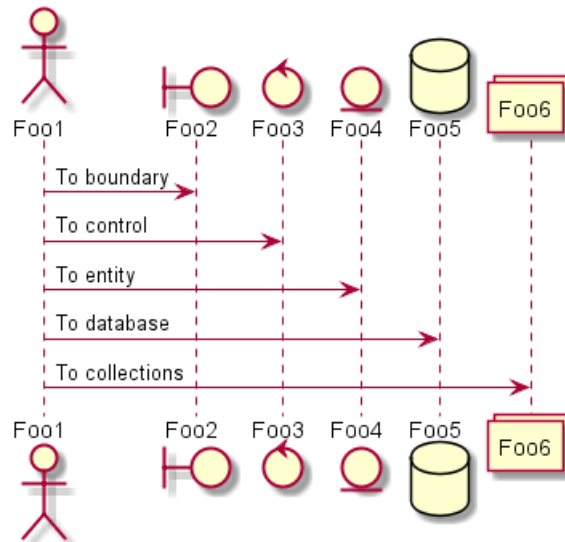 Foo1 Foo2 Foo3 Foo4 Foo5 Foo6
To boundary
To control
To entity
To database
To collections
Foo1 Foo2 Foo3 Foo4 Foo5 Foo6